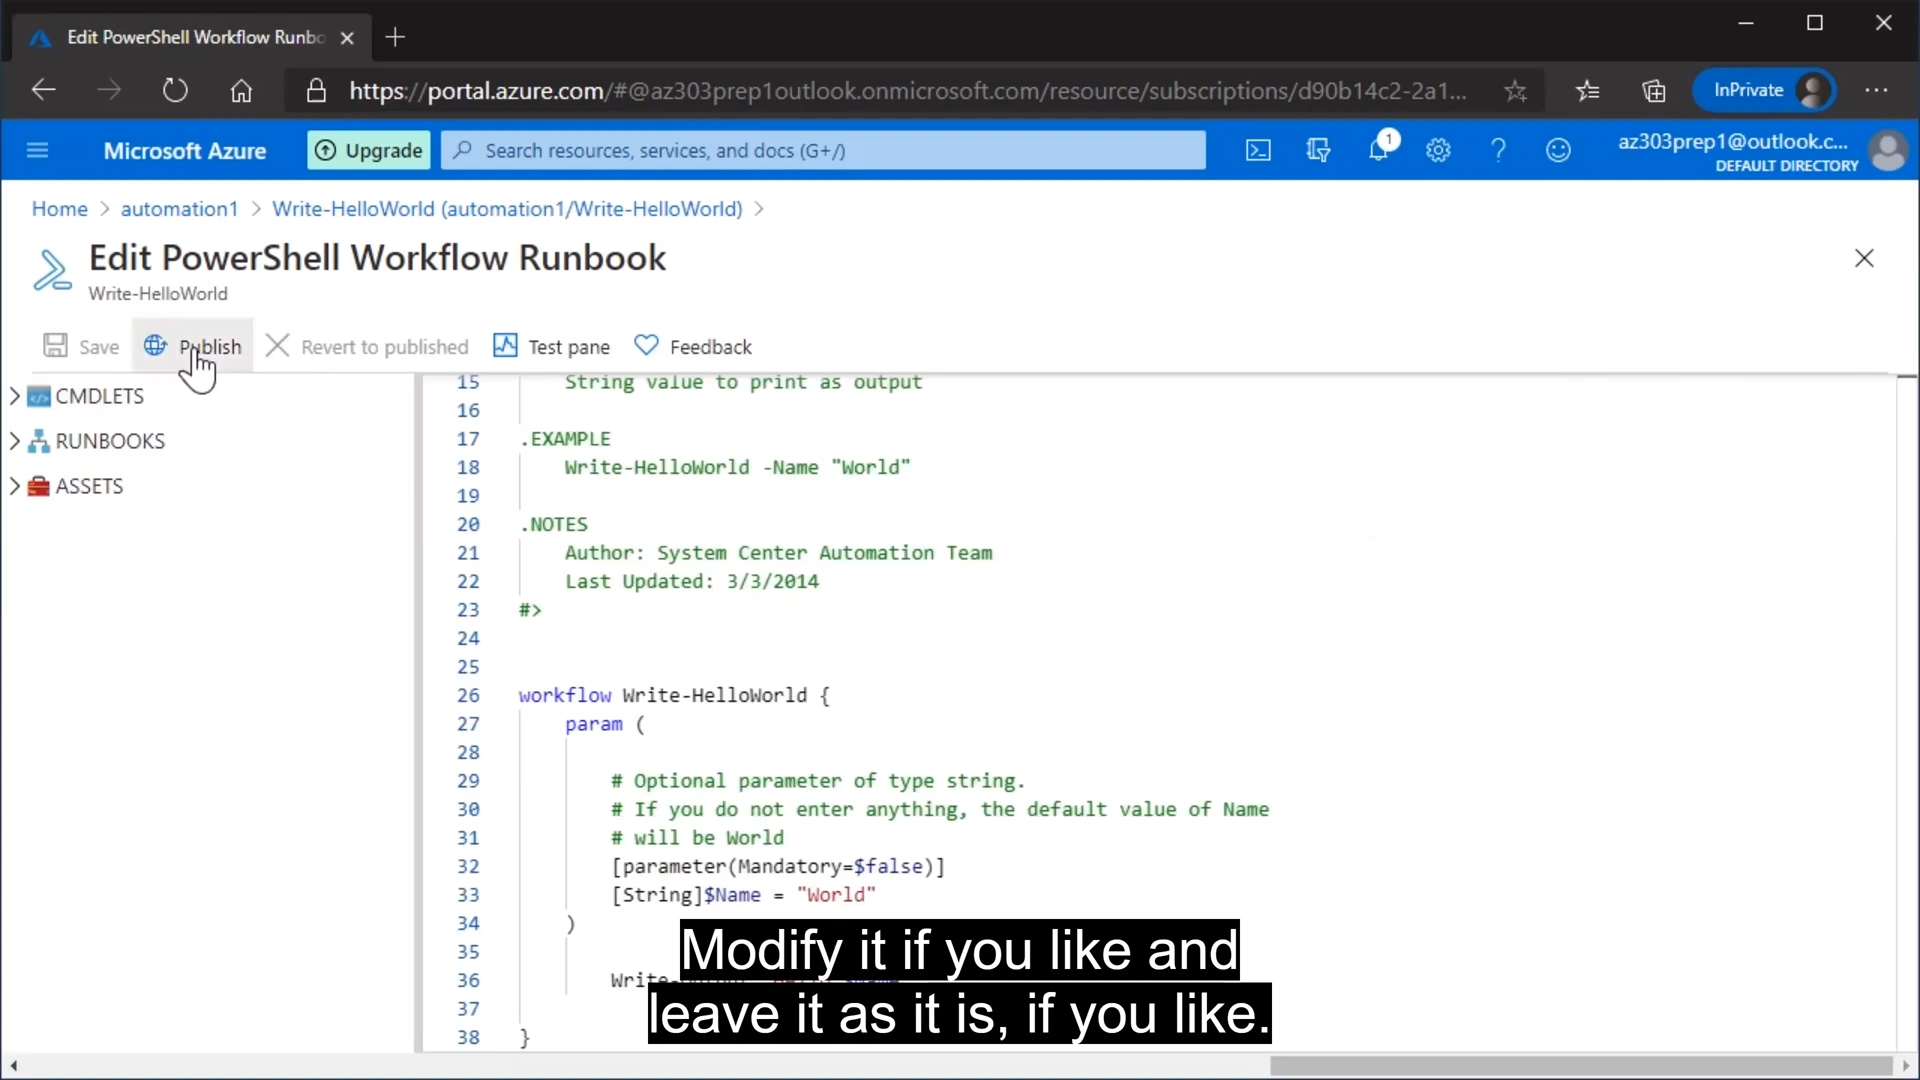 Edit PowerShell Workflow Runbo
https://portal.azure.com/#@az303prep1outlook.onmicrosoft.com/resource/subscriptions/d90b14c2-2a1...
InPrivate
Microsoft Azure
Upgrade
Search resources, services, and docs (G+/)
1
az303prep1@outlook.c...
DEFAULT DIRECTORY
Home > automation1 > Write-HelloWorld (automation1/Write-HelloWorld) >
Edit PowerShell Workflow Runbook
Write-HelloWorld
Save Publish Revert to published Test pane Feedback
CMDLETS
RUNBOOKS
ASSETS
15 String value to print as output
16
17 .EXAMPLE
18 Write-HelloWorld -Name "World"
19
20 .NOTES
21 Author: System Center Automation Team
22 Last Updated: 3/3/2014
23 #>
24
25
26 workflow Write-HelloWorld {
27 param (
28
29 # Optional parameter of type string.
30 # If you do not enter anything, the default value of Name
31 # will be World
32 [parameter(Mandatory=$false)]
33 [String]$Name = "World"
34 )
35
36
37
38 }
Modify it if you like and
leave it as it is, if you like.